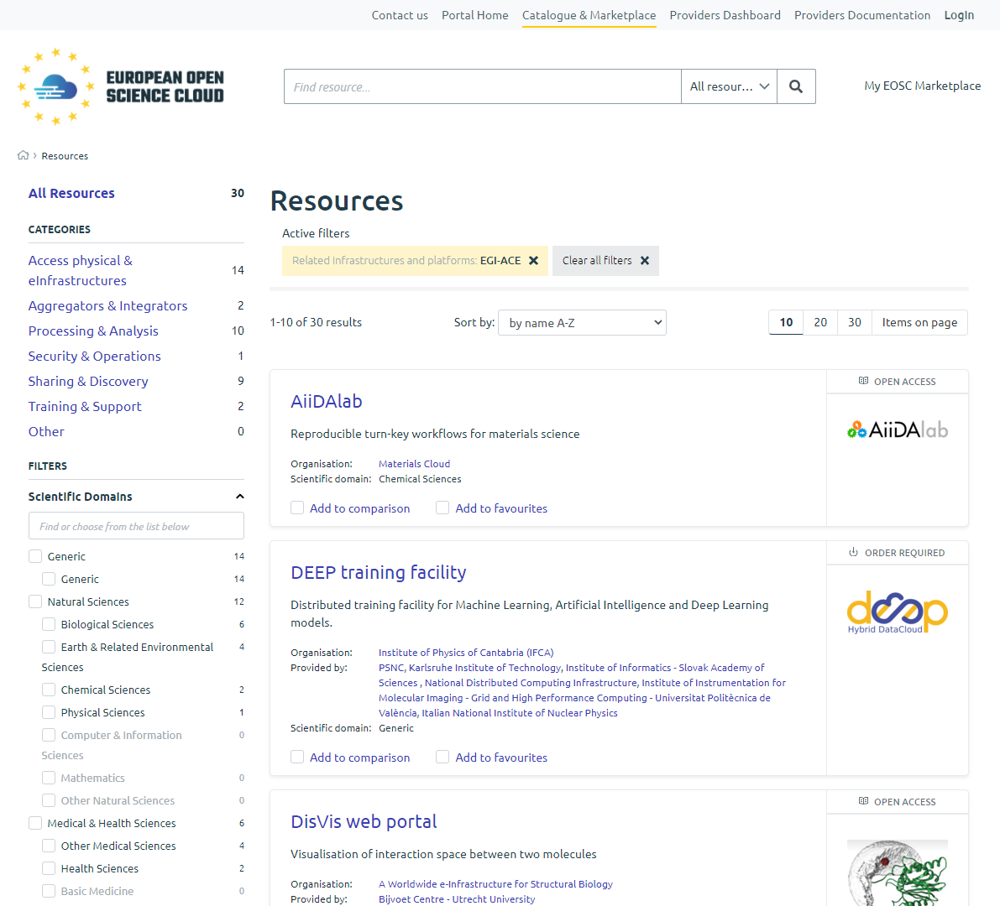 Contact us Portal Home Catalogue & Marketplace Providers Dashboard Providers Documentation Login
EUROPEAN OPEN
SCIENCE CLOUD
Find resource...
All resour...
My EOSC Marketplace
Resources
All Resources 30
CATEGORIES
Access physical &
eInfrastructures 14
Aggregators & Integrators 2
Processing & Analysis 10
Security & Operations 1
Sharing & Discovery 9
Training & Support 2
Other 0
FILTERS
Scientific Domains
Find or choose from the list below
Generic 14
Generic 14
Natural Sciences 12
Biological Sciences 6
Earth & Related Environmental 4
Sciences
Chemical Sciences 2
Physical Sciences 1
Computer & Information 0
Sciences
Mathematics 0
Other Natural Sciences 0
Medical & Health Sciences 6
Other Medical Sciences 4
Health Sciences 2
Basic Medicine 0
Resources
Active filters
Related Infrastructures and platforms: EGI-ACE
Clear all filters
1-10 of 30 results
Sort by: by name A-Z
10 20 30 Items on page
AiiDAlab
Reproducible turn-key workflows for materials science
Organisation: Materials Cloud
Scientific domain: Chemical Sciences
Add to comparison Add to favourites
OPEN ACCESS
AiiDAlab
DEEP training facility
Distributed training facility for Machine Learning, Artificial Intelligence and Deep Learning
models.
Organisation: Institute of Physics of Cantabria (IFCA)
Provided by: PSNC, Karlsruhe Institute of Technology, Institute of Informatics - Slovak Academy of
Sciences , National Distributed Computing Infrastructure, Institute of Instrumentation for
Molecular Imaging - Grid and High Performance Computing - Universitat Politècnica de
València, Italian National Institute of Nuclear Physics
Scientific domain: Generic
Add to comparison Add to favourites
ORDER REQUIRED
deep
Hybrid DataCloud
DisVis web portal
Visualisation of interaction space between two molecules
Organisation: A Worldwide e-Infrastructure for Structural Biology
Provided by: Bijvoet Centre - Utrecht University
OPEN ACCESS